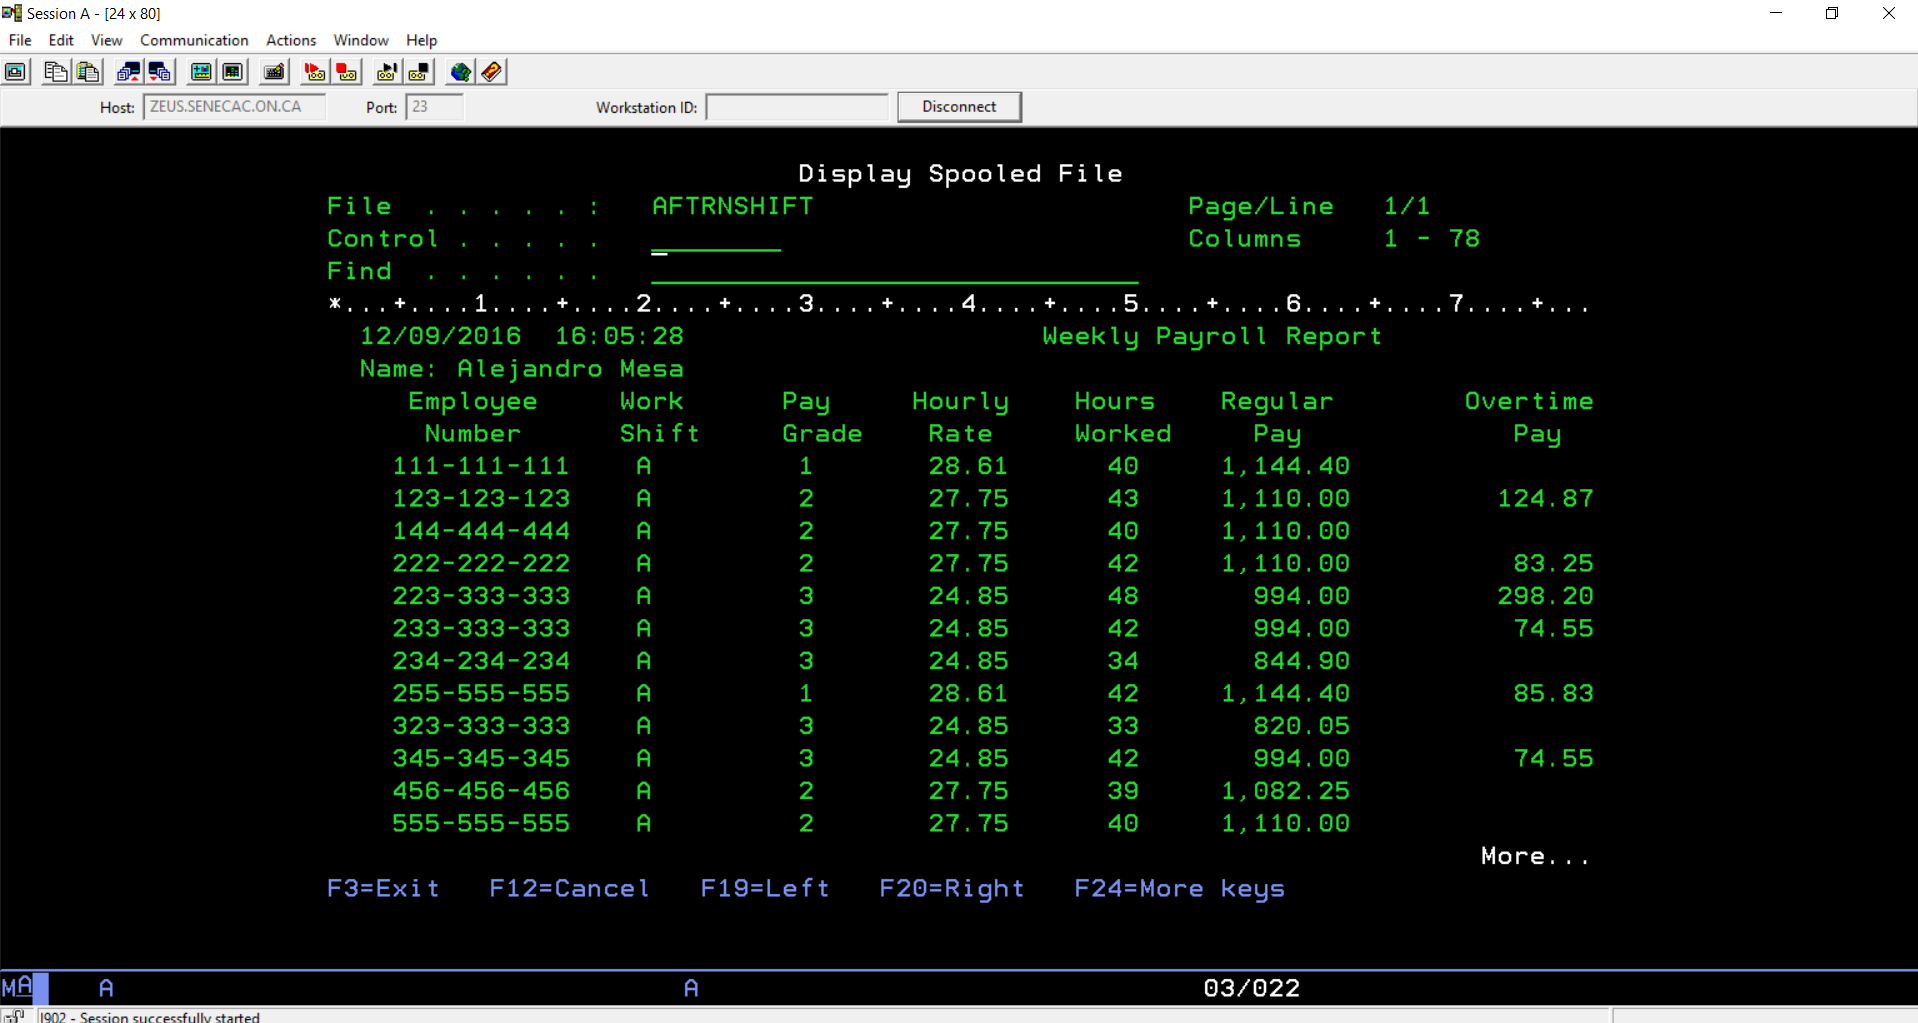 Session A - [24 x 80]
File Edit View Communication Actions Window Help
Host: ZEUS.SENECAC.ON.CA Port: 23 Workstation ID: Disconnect
Display Spooled File
File . . . . . : AFTRNSHIFT Page/Line 1/1
Control . . . . . Columns 1 - 78
Find . . . . . .
*...+....1....+....2....+....3....+....4....+....5....+....6....+....7....+...
12/09/2016 16:05:28 Weekly Payroll Report
Name: Alejandro Mesa
Employee Work Pay Hourly Hours Regular Overtime
Number Shift Grade Rate Worked Pay Pay
111-111-111 A 1 28.61 40 1,144.40
123-123-123 A 2 27.75 43 1,110.00 124.87
144-444-444 A 2 27.75 40 1,110.00
222-222-222 A 2 27.75 42 1,110.00 83.25
223-333-333 A 3 24.85 48 994.00 298.20
233-333-333 A 3 24.85 42 994.00 74.55
234-234-234 A 3 24.85 34 844.90
255-555-555 A 1 28.61 42 1,144.40 85.83
323-333-333 A 3 24.85 33 820.05
345-345-345 A 3 24.85 42 994.00 74.55
456-456-456 A 2 27.75 39 1,082.25
555-555-555 A 2 27.75 40 1,110.00
More...
F3=Exit F12=Cancel F19=Left F20=Right F24=More keys
MA A A 03/022
I902 - Session successfully started